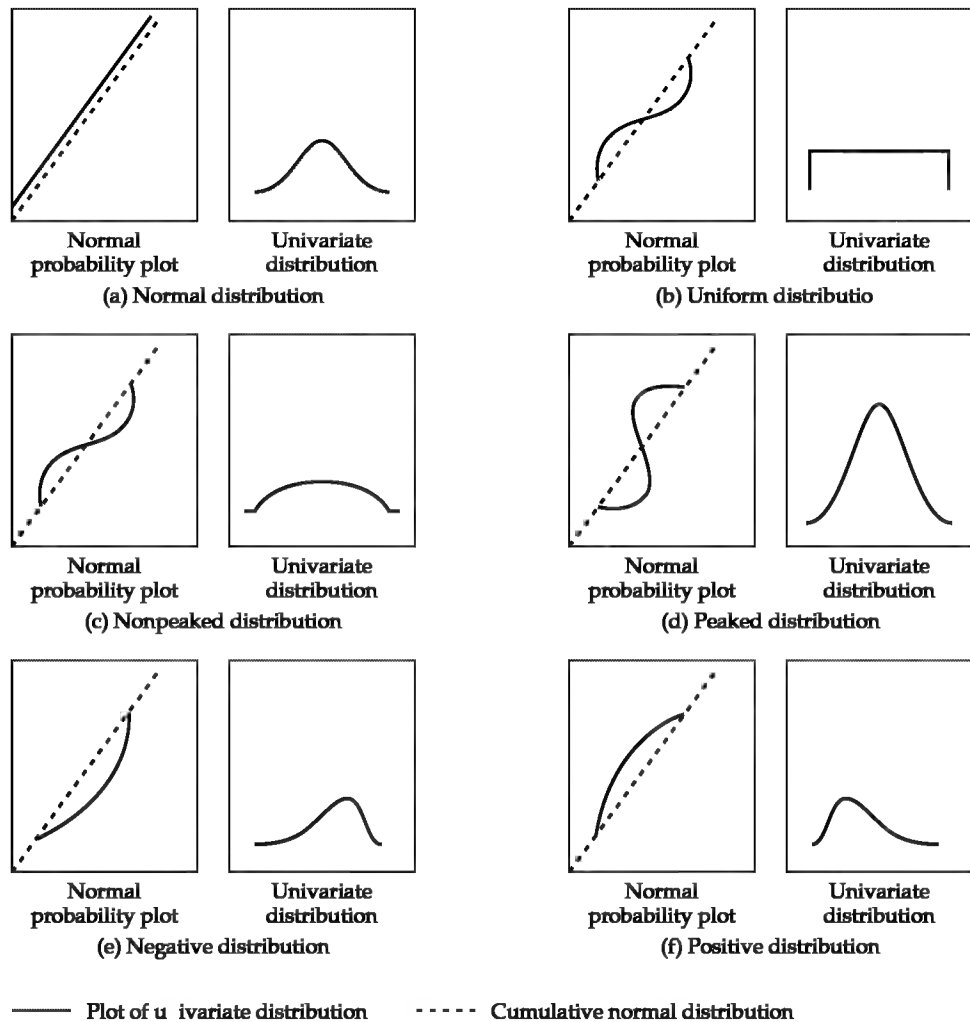 Normal probability plot
Univariate distribution
(a) Normal distribution
Normal probability plot
Univariate distribution
(b) Uniform distributio
Normal probability plot
Univariate distribution
(c) Nonpeaked distribution
Normal probability plot
Univariate distribution
(d) Peaked distribution
Normal probability plot
Univariate distribution
(e) Negative distribution
Normal probability plot
Univariate distribution
(f) Positive distribution
Plot of u ivariate distribution
Cumulative normal distribution